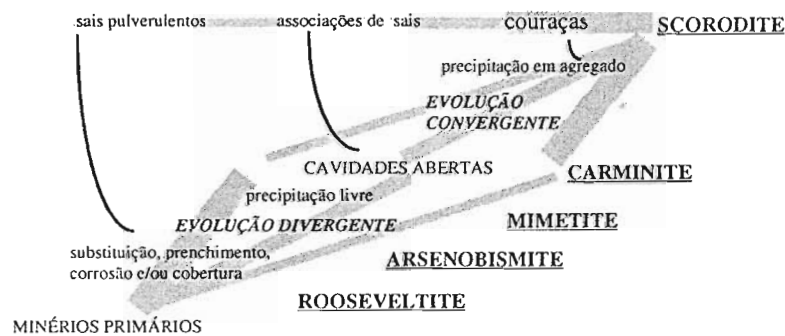 sais pulverulentos associações de sais couraças SCORODITE
precipitação em agregado
EVOLUÇÃO
CONVERGENTE
CAVIDADES ABERTAS CARMINITE
precipitação livre
EVOLUÇÃO DIVERGENTE MIMETITE
substituição, prenchimento,
corrosão e/ou cobertura
ARSENOBISMITE
ROOSEVELTITE
MINÉRIOS PRIMÁRIOS